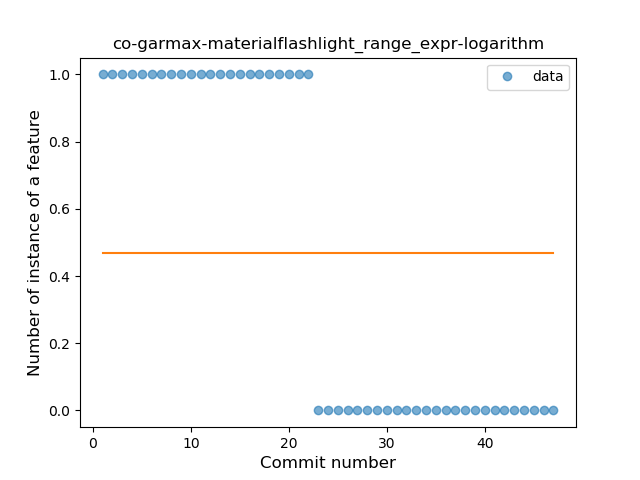 co-garmax-materialflashlight_range_expr-logarithm
data
Number of instance of a feature
1.0
0.8
0.6
0.4
0.2
0.0
0 10 20 30 40
Commit number